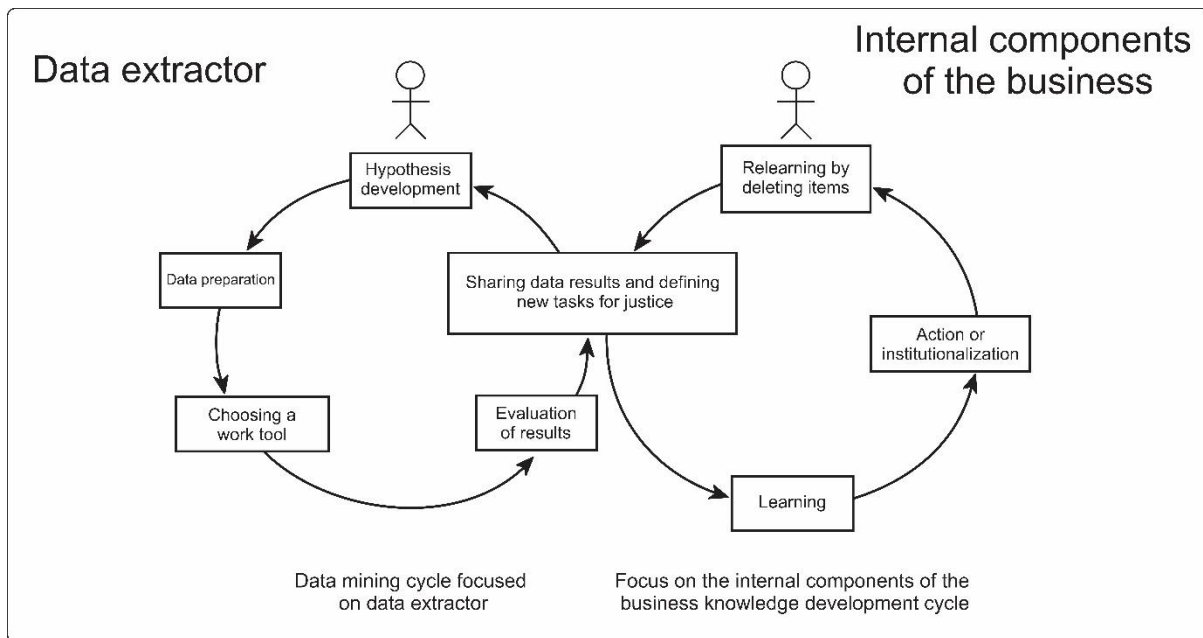 Data extractor
Internal components
of the business
Hypothesis
development
Relearning by
deleting items
Data preparation
Sharing data results and defining
new tasks for justice
Action or
institutionalization
Choosing a
work tool
Evaluation
of results
Learning
Data mining cycle focused
on data extractor
Focus on the internal components of the
business knowledge development cycle